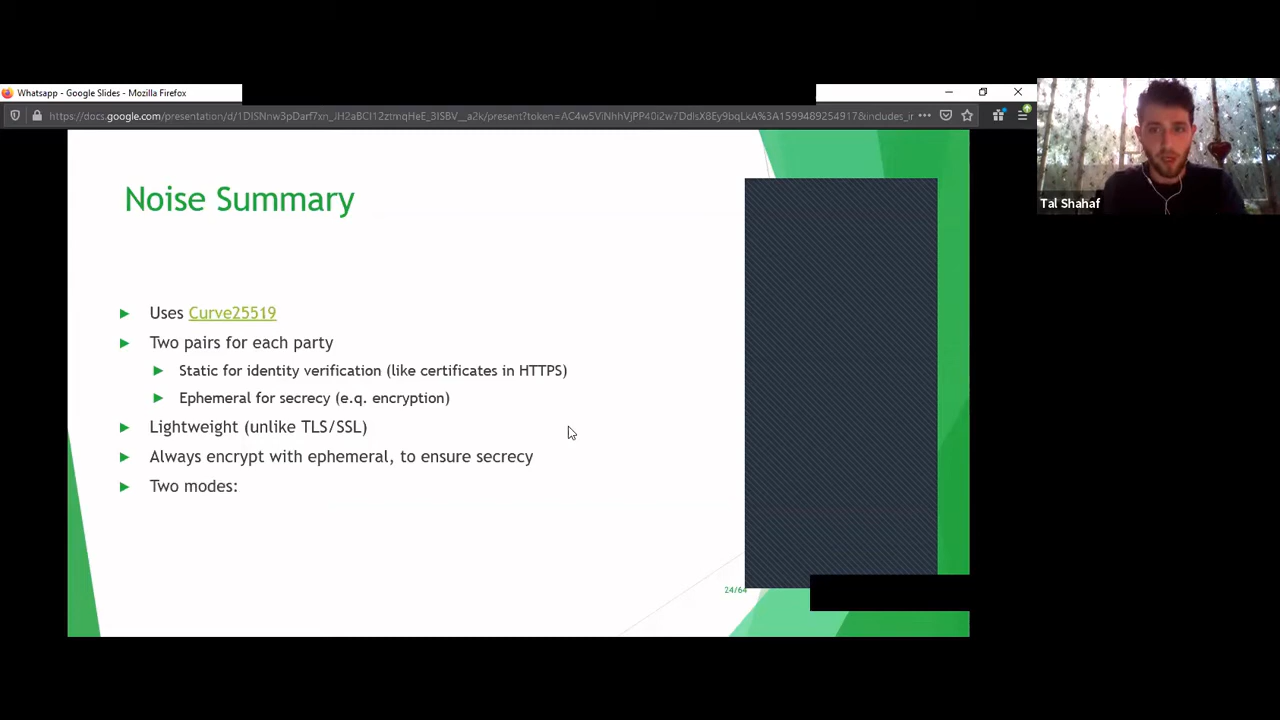 Whatsapp - Google Slides - Mozilla Firefox
Tal Shahaf
Noise Summary
Uses Curve25519
Two pairs for each party
Static for identity verification (like certificates in HTTPS)
Ephemeral for secrecy (e.q. encryption)
Lightweight (unlike TLS/SSL)
Always encrypt with ephemeral, to ensure secrecy
Two modes:
24/64